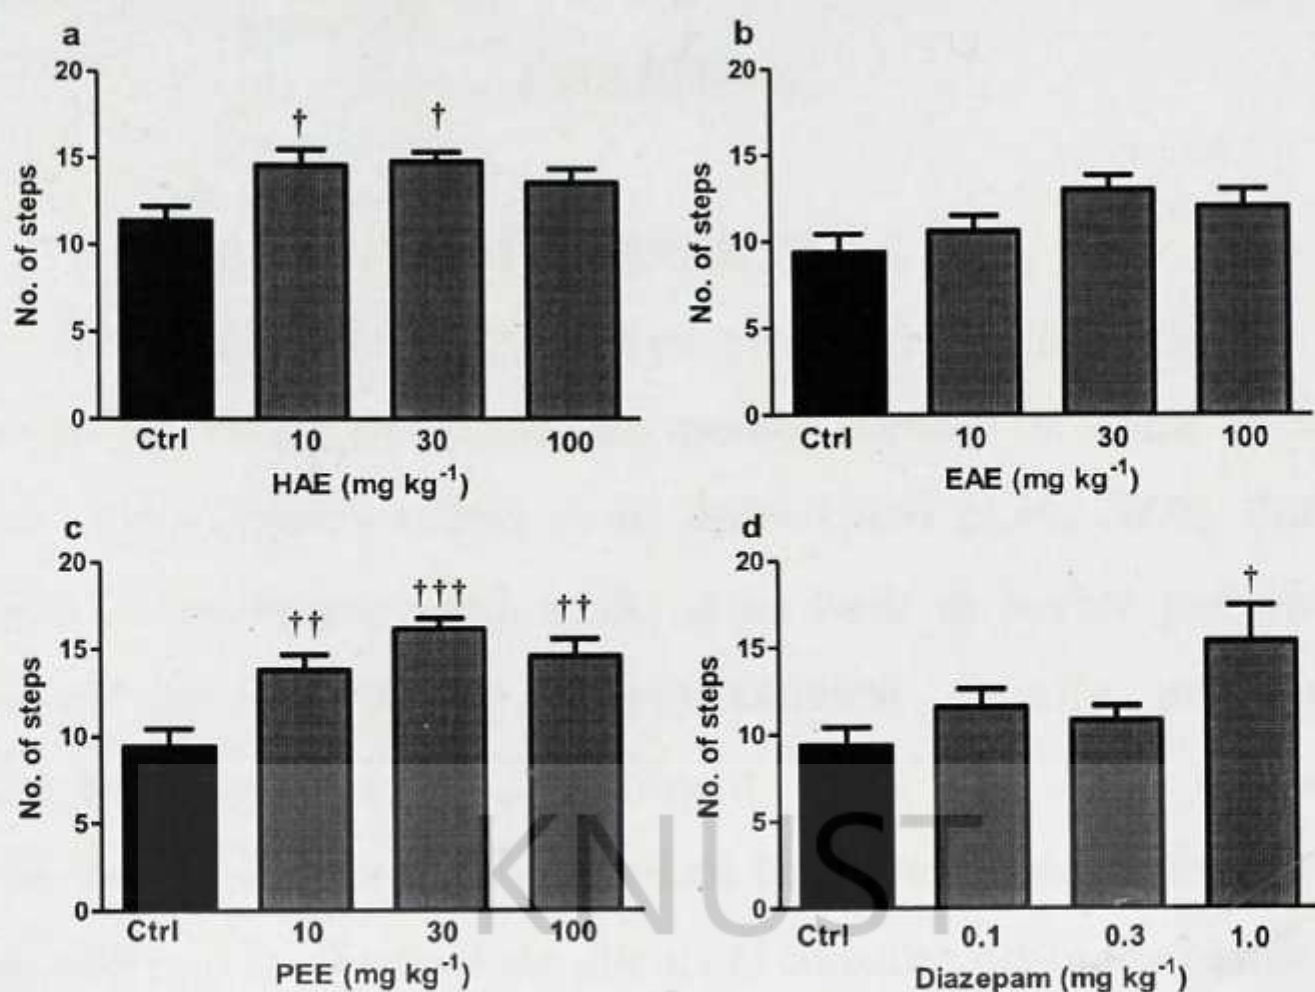 a
20
15
10
5
0
No. of steps
† †
Ctrl 10 30 100
HAE (mg kg⁻¹)
b
20
15
10
5
0
No. of steps
Ctrl 10 30 100
EAE (mg kg⁻¹)
c
20
15
10
5
0
No. of steps
†† ††† ††
Ctrl 10 30 100
PEE (mg kg⁻¹)
d
20
15
10
5
0
No. of steps
†
Ctrl 0.1 0.3 1.0
Diazepam (mg kg⁻¹)
KNUST